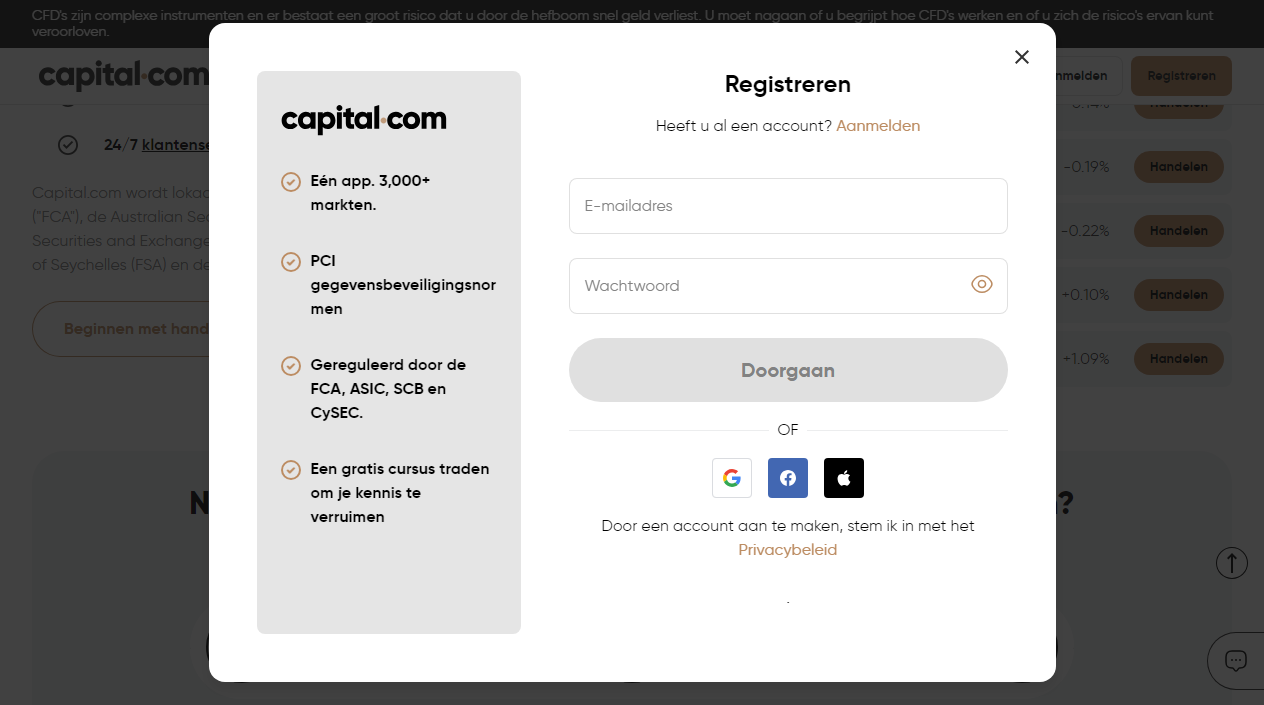 CFD's zijn complexe instrumenten en er bestaat een groot risico dat u door de hefboom snel geld verliest. U moet nagaan of u begrijpt hoe CFD's werken en of u zich de risico's ervan kunt
veroorloven.
capital.com
nmelden
Registreren
24/7 klantense
Capital.com wordt lokaa
("FCA"), de Australian Sec
Securities and Exchange
of Seychelles (FSA) en de
Beginnen met hand
capital.com
Eén app. 3,000+
markten.
PCI
gegevensbeveiligingsnor
men
Gereguleerd door de
FCA, ASIC, SCB en
CySEC.
Een gratis cursus traden
om je kennis te
verruimen
Registreren
Heeft u al een account? Aanmelden
E-mailadres
Wachtwoord
Doorgaan
OF
Door een account aan te maken, stem ik in met het
Privacybeleid
.
-0.14% Handelen
-0.19% Handelen
-0.22% Handelen
+0.10% Handelen
+1.09% Handelen
N
?